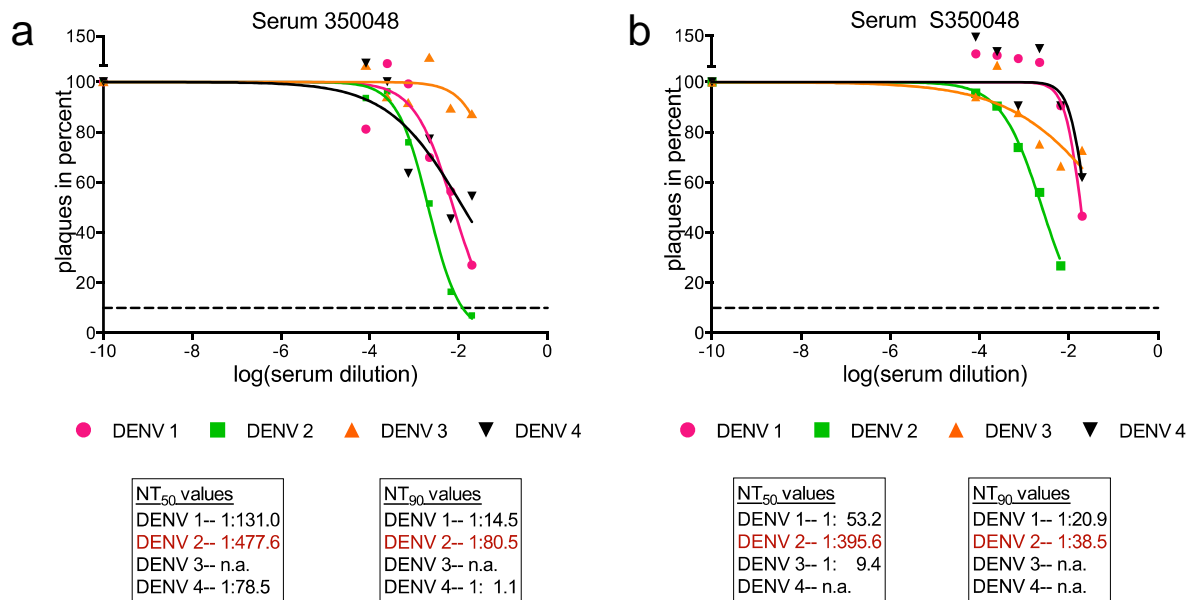 a
Serum 350048
150
100
80
60
40
20
0
plaques in percent
-10
-8
-6
-4
-2
0
log(serum dilution)
DENV 1
DENV 2
DENV 3
DENV 4
NT50 values
DENV 1-- 1:131.0
DENV 2-- 1:477.6
DENV 3-- n.a.
DENV 4-- 1:78.5
NT90 values
DENV 1-- 1:14.5
DENV 2-- 1:80.5
DENV 3-- n.a.
DENV 4-- 1: 1.1
b
Serum S350048
150
100
80
60
40
20
0
plaques in percent
-10
-8
-6
-4
-2
0
log(serum dilution)
DENV 1
DENV 2
DENV 3
DENV 4
NT50 values
DENV 1-- 1: 53.2
DENV 2-- 1:395.6
DENV 3-- 1: 9.4
DENV 4-- n.a.
NT90 values
DENV 1-- 1:20.9
DENV 2-- 1:38.5
DENV 3-- n.a.
DENV 4-- n.a.